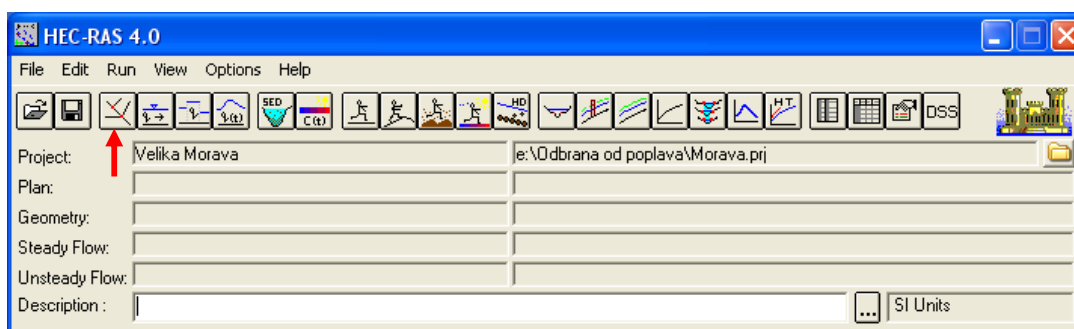 HEC-RAS 4.0
File Edit Run View Options Help
SED C(t) HD HT DSS
Project: Velika Morava e:\Odbrana od poplava\Morava.prj
Plan:
Geometry:
Steady Flow:
Unsteady Flow:
Description : ... SI Units